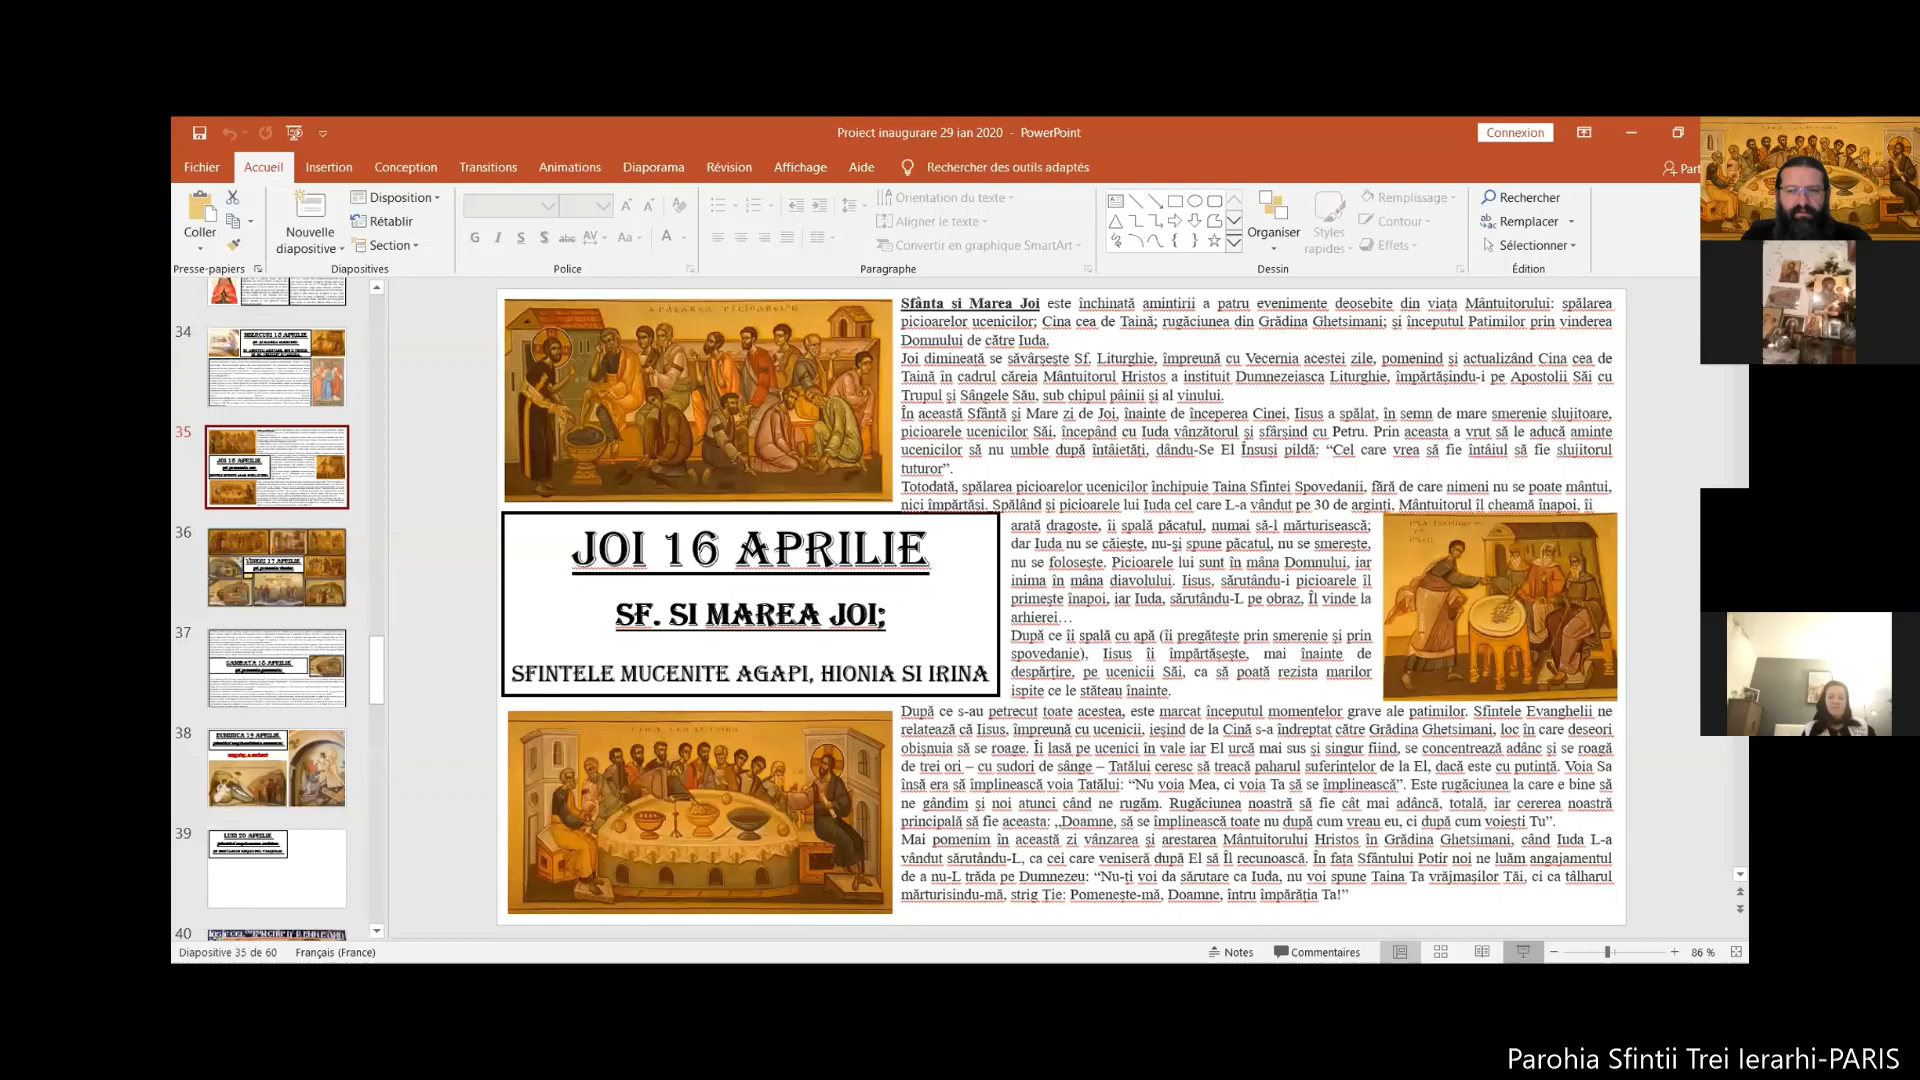 Proiect inaugurare 29 ian 2020 - PowerPoint
Connexion
Fichier Accueil Insertion Conception Transitions Animations Diaporama Révision Affichage Aide Rechercher des outils adaptés Part
Coller
Nouvelle diapositive
Disposition
Rétablir
Section
G I S S abc AV Aa A
Orientation du texte
Aligner le texte
Convertir en graphique SmartArt
Organiser
Styles rapides
Remplissage
Contour
Effets
Rechercher
Remplacer
Sélectionner
Presse-papiers Diapositives Police Paragraphe Dessin Édition
34
MIERCURI 15 APRILIE
35
JOI 16 APRILIE
36
VINERI 17 APRILIE
37
SAMBATA 18 APRILIE
38
DUMINICA 19 APRILIE
39
LUNI 20 APRILIE
40
JOI 16 APRILIE
SF. SI MAREA JOI;
SFINTELE MUCENITE AGAPI, HIONIA SI IRINA
Sfânta și Marea Joi este închinată amintirii a patru evenimente deosebite din viața Mântuitorului: spălarea
picioarelor ucenicilor; Cina cea de Taină; rugăciunea din Grădina Ghetsimani; și începutul Patimilor prin vinderea
Domnului de către Iuda.
Joi dimineată se săvârșește Sf. Liturghie, împreună cu Vecernia acestei zile, pomenind și actualizând Cina cea de
Taină în cadrul căreia Mântuitorul Hristos a instituit Dumnezeiasca Liturghie, împărtășindu-i pe Apostolii Săi cu
Trupul și Sângele Său, sub chipul pâinii și al vinului.
În această Sfântă și Mare zi de Joi, înainte de începerea Cinei, Iisus a spălat, în semn de mare smerenie slujitoare,
picioarele ucenicilor Săi, începând cu Iuda vânzătorul și sfârșind cu Petru. Prin aceasta a vrut să le aducă aminte
ucenicilor să nu umble după întâietăți, dându-Se El Însuși pildă: “Cel care vrea să fie întâiul să fie slujitorul
tuturor”.
Totodată, spălarea picioarelor ucenicilor închipuie Taina Sfintei Spovedanii, fără de care nimeni nu se poate mântui,
nici împărtăși. Spălând și picioarele lui Iuda cel care L-a vândut pe 30 de arginți, Mântuitorul îl cheamă înapoi, îi
arată dragoste, îi spală păcatul, numai să-l mărturisească;
dar Iuda nu se căiește, nu-și spune păcatul, nu se smerește,
nu se folosește. Picioarele lui sunt în mâna Domnului, iar
inima în mâna diavolului. Iisus, sărutându-i picioarele îl
primește înapoi, iar Iuda, sărutându-L pe obraz, Îl vinde la
arhierei…
După ce îi spală cu apă (îi pregătește prin smerenie și prin
spovedanie), Iisus îi împărtășește, mai înainte de
despărțire, pe ucenicii Săi, ca să poată rezista marilor
ispite ce le stăteau înainte.
După ce s-au petrecut toate acestea, este marcat începutul momentelor grave ale patimilor. Sfintele Evanghelii ne
relatează că Iisus, împreună cu ucenicii, ieșind de la Cină s-a îndreptat către Grădina Ghetsimani, loc în care deseori
obișnuia să se roage. Îi lasă pe ucenici în vale iar El urcă mai sus și singur fiind, se concentrează adânc și se roagă
de trei ori – cu sudori de sânge – Tatălui ceresc să treacă paharul suferințelor de la El, dacă este cu putință. Voia Sa
însă era să împlinească voia Tatălui: “Nu voia Mea, ci voia Ta să se împlinească”. Este rugăciunea la care e bine să
ne gândim și noi atunci când ne rugăm. Rugăciunea noastră să fie cât mai adâncă, totală, iar cererea noastră
principală să fie aceasta: „Doamne, să se împlinească toate nu după cum vreau eu, ci după cum voiești Tu”.
Mai pomenim în această zi vânzarea și arestarea Mântuitorului Hristos în Grădina Ghetsimani, când Iuda L-a
vândut sărutându-L, ca cei care veniseră după El să Îl recunoască. În fața Sfântului Potir noi ne luăm angajamentul
de a nu-L trăda pe Dumnezeu: “Nu-ți voi da sărutare ca Iuda, nu voi spune Taina Ta vrăjmașilor Tăi, ci ca tâlharul
mărturisindu-mă, strig Ție: Pomenește-mă, Doamne, întru împărăția Ta!”
Diapositive 35 de 60 Français (France) Notes Commentaires 86 %
Parohia Sfintii Trei Ierarhi-PARIS